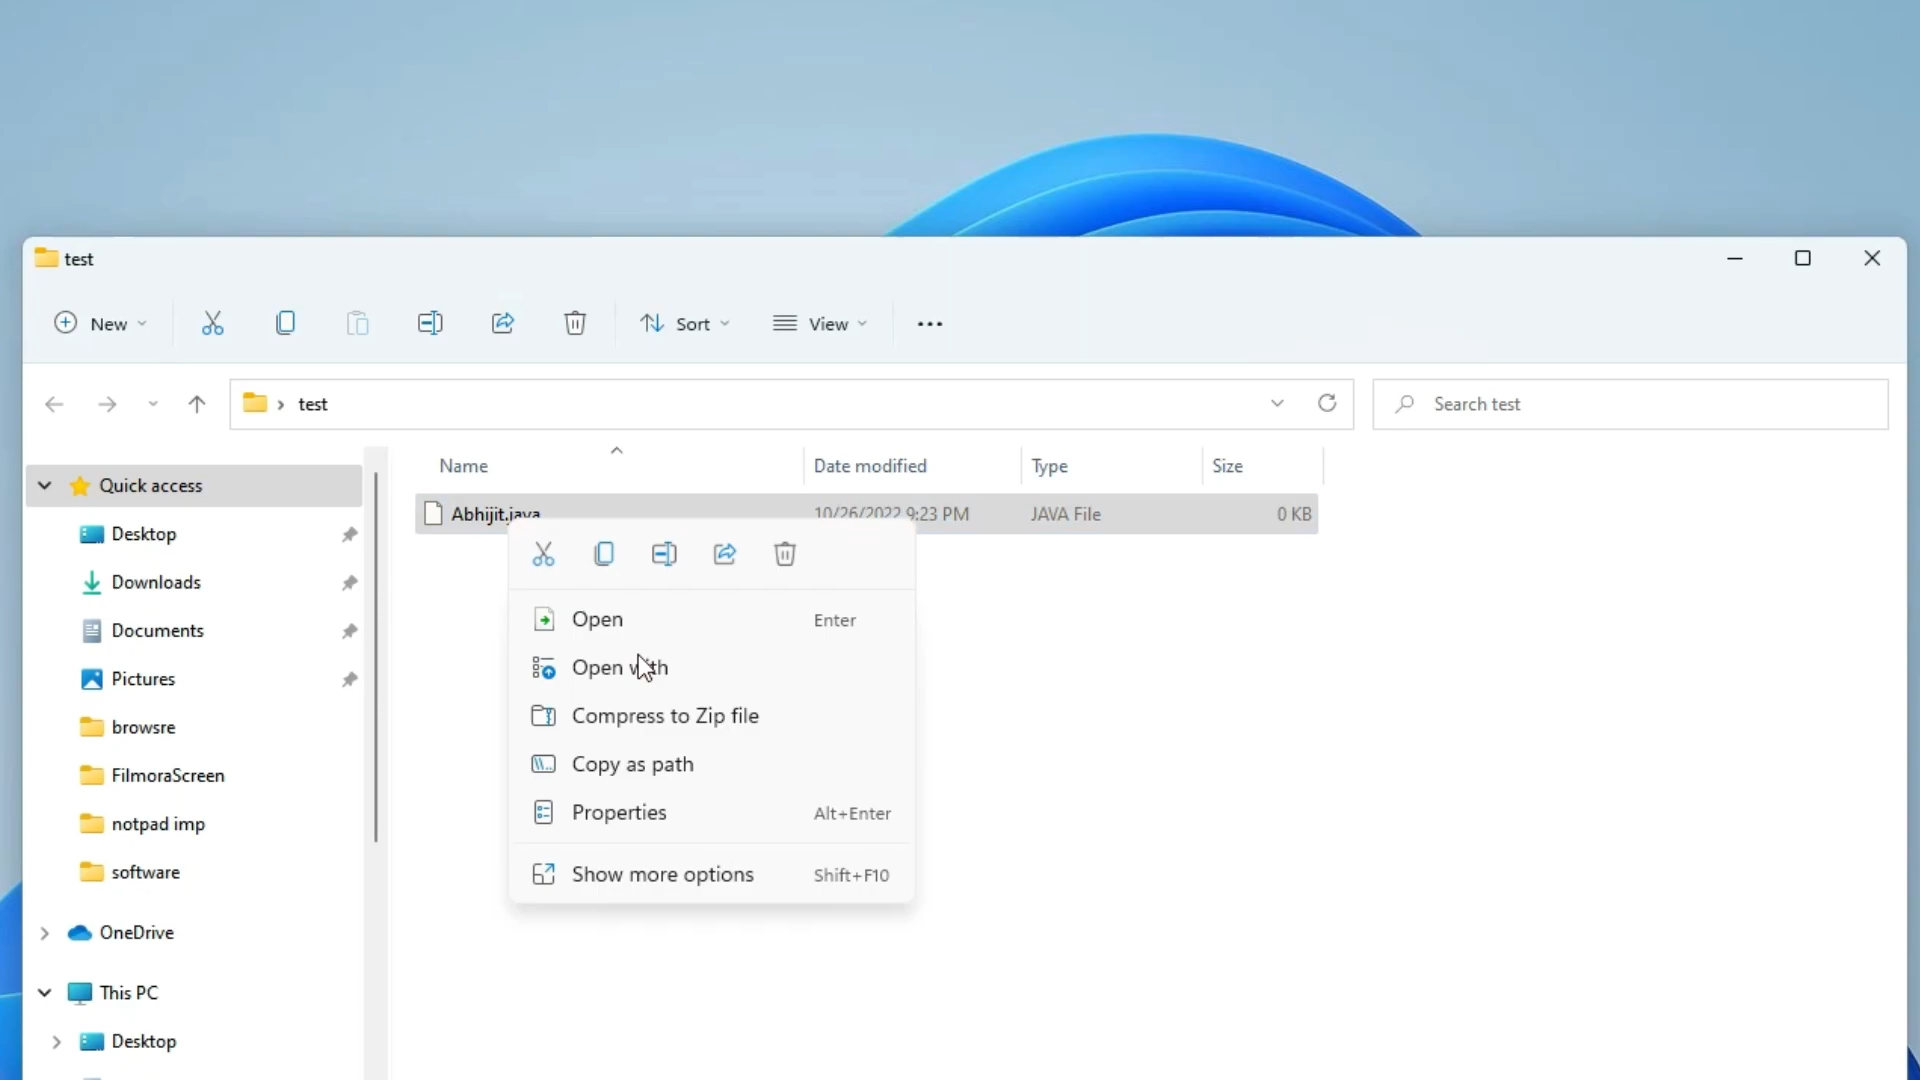 test
New
Sort
View
test
Search test
Name
Date modified
Type
Size
Quick access
Abhijit.java
10/26/2022 9:23 PM
JAVA File
0 KB
Desktop
Downloads
Documents
Pictures
browsre
FilmoraScreen
notpad imp
software
OneDrive
This PC
Desktop
Open
Enter
Open with
Compress to Zip file
Copy as path
Properties
Alt+Enter
Show more options
Shift+F10